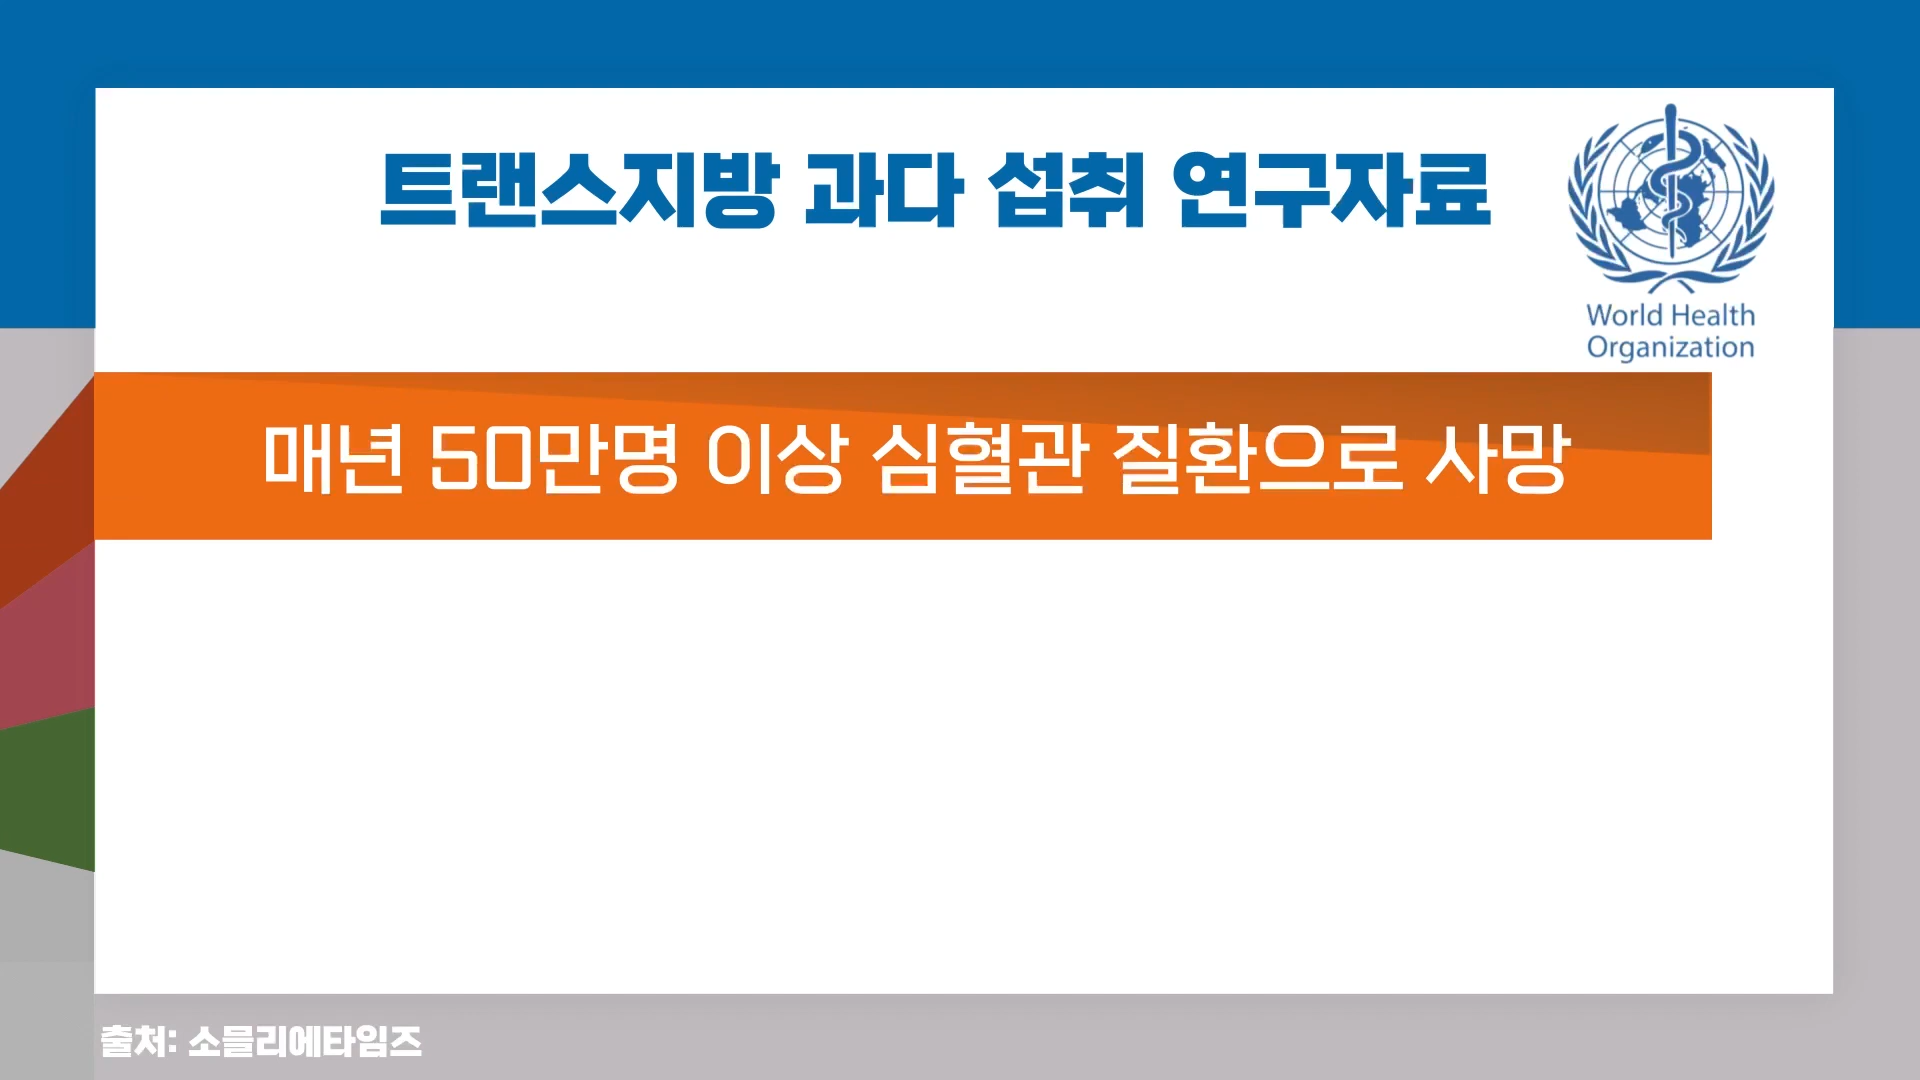 트랜스지방 과다 섭취 연구자료
World Health
Organization
매년 50만명 이상 심혈관 질환으로 사망
출처: 소믈리에타임즈